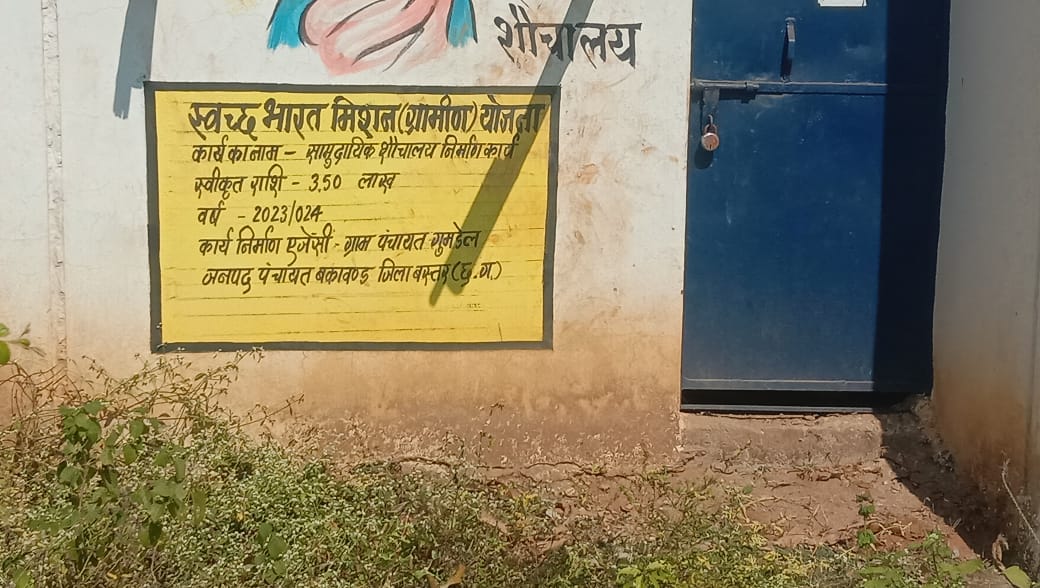 शौचालय
स्वच्छ भारत मिशन (ग्रामीण) योजना
कार्य का नाम - सामुदायिक शौचालय निर्माण कार्य
स्वीकृत राशि - 3.50 लाख
वर्ष - 2023/024
कार्य निर्माण एजेंसी - ग्राम पंचायत गुमडेल
जनपद पंचायत बकावण्ड जिला बस्तर (छ.ग.)